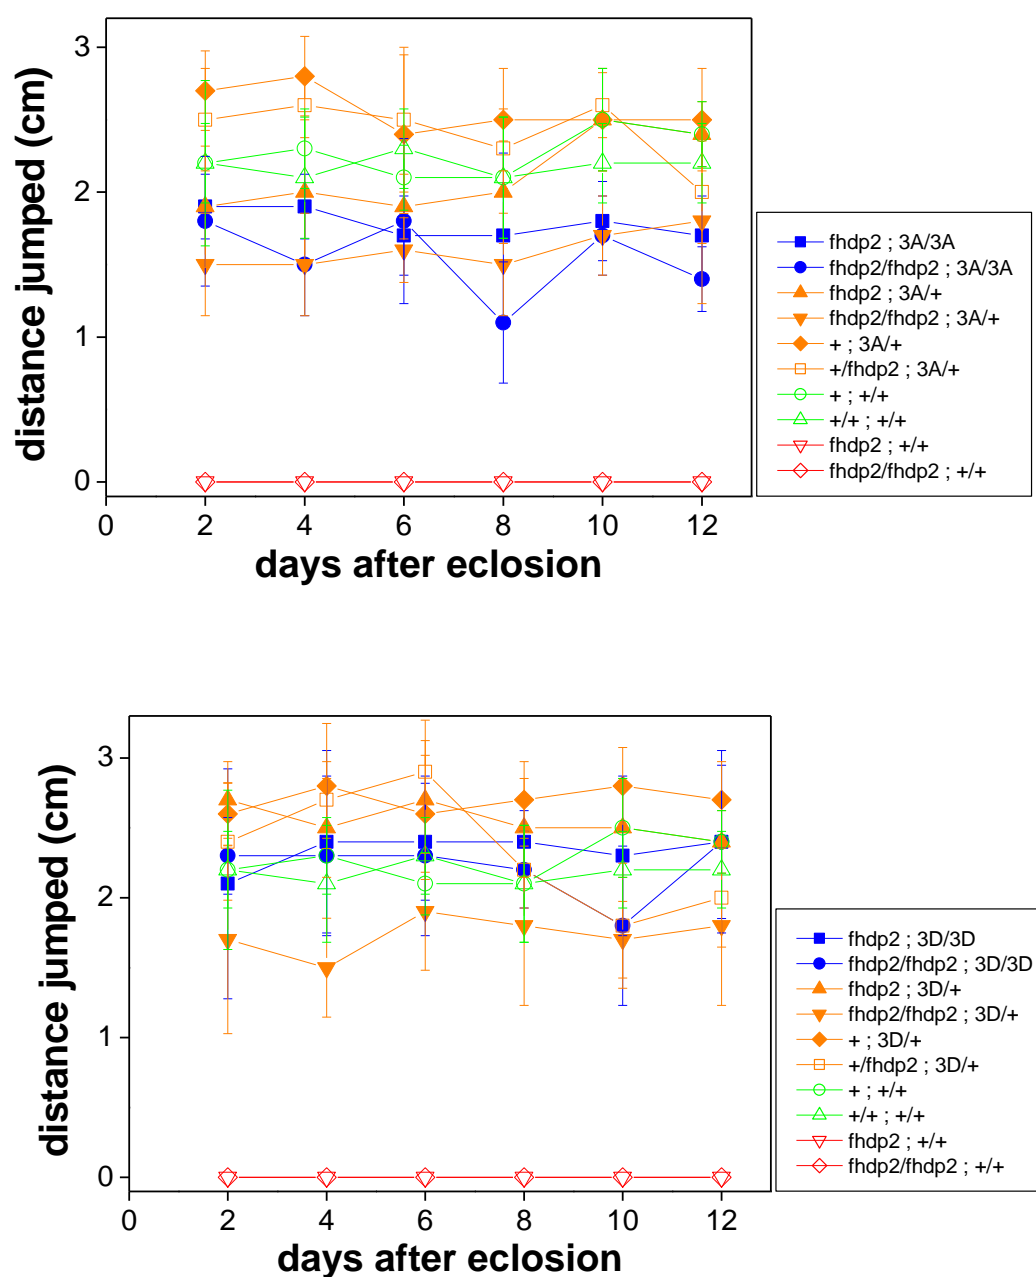 3
2
1
0
0
2
4
6
8
10
12
distance jumped (cm)
days after eclosion
fhdp2 ; 3A/3A
fhdp2/fhdp2 ; 3A/3A
fhdp2 ; 3A/+
fhdp2/fhdp2 ; 3A/+
+ ; 3A/+
+/fhdp2 ; 3A/+
+ ; +/+
+/+ ; +/+
fhdp2 ; +/+
fhdp2/fhdp2 ; +/+
3
2
1
0
0
2
4
6
8
10
12
distance jumped (cm)
days after eclosion
fhdp2 ; 3D/3D
fhdp2/fhdp2 ; 3D/3D
fhdp2 ; 3D/+
fhdp2/fhdp2 ; 3D/+
+ ; 3D/+
+/fhdp2 ; 3D/+
+ ; +/+
+/+ ; +/+
fhdp2 ; +/+
fhdp2/fhdp2 ; +/+